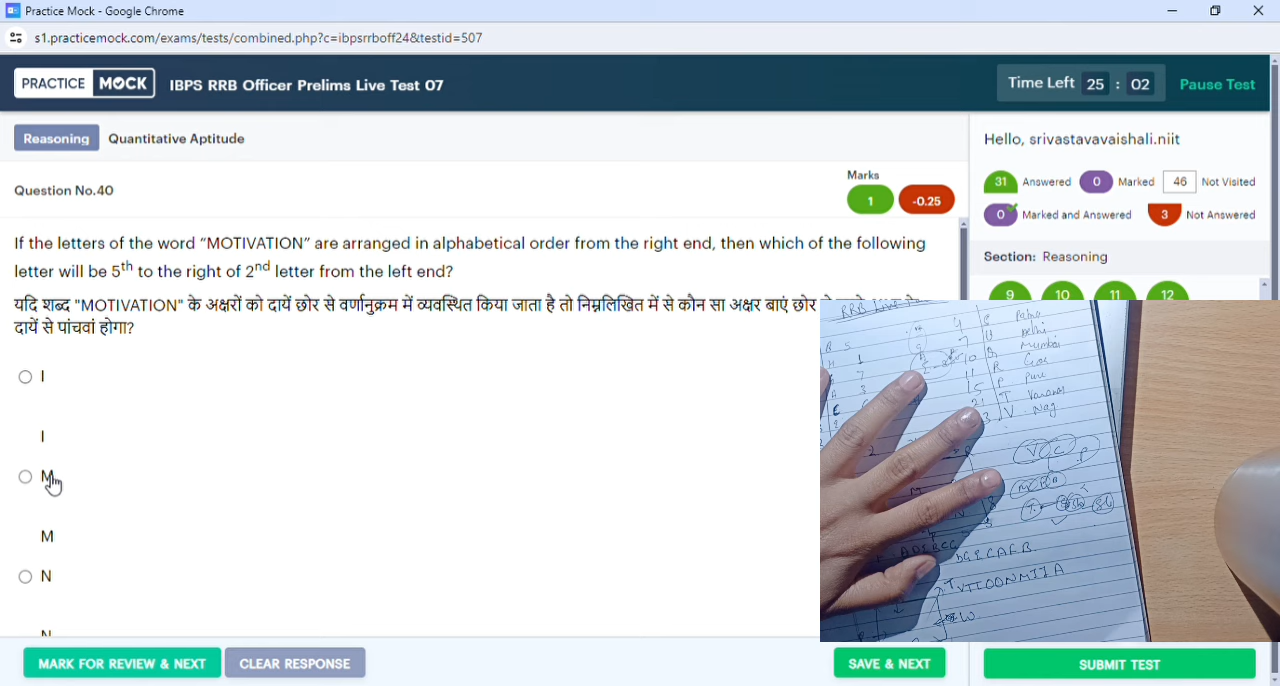 Practice Mock - Google Chrome
s1.practicemock.com/exams/tests/combined.php?c=ibpsrrboff24&testid=507
PRACTICE MOCK
IBPS RRB Officer Prelims Live Test 07
Time Left 25 : 02
Pause Test
Reasoning
Quantitative Aptitude
Question No.40
Marks
1
-0.25
If the letters of the word “MOTIVATION” are arranged in alphabetical order from the right end, then which of the following
letter will be 5th to the right of 2nd letter from the left end?
यदि शब्द "MOTIVATION" के अक्षरों को दायें छोर से वर्णानुक्रम में व्यवस्थित किया जाता है तो निम्नलिखित में से कौन सा अक्षर बाएं छोर
दायें से पांचवां होगा?
I
I
M
M
N
N
MARK FOR REVIEW & NEXT
CLEAR RESPONSE
SAVE & NEXT
Hello, srivastavavaishali.niit
31 Answered
0 Marked
46 Not Visited
0 Marked and Answered
3 Not Answered
Section: Reasoning
9 10 11 12
SUBMIT TEST
Patna
Delhi
Mumbai
Goa
Pune